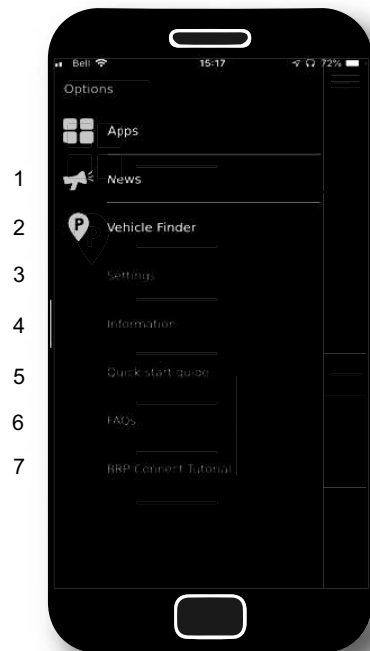 Bell 15:17 72%
Options
Apps
1 News
2 P Vehicle Finder
3 Settings
4 Information
5 Quick start guide
6 FAQs
7 BRP Connect Tutorial